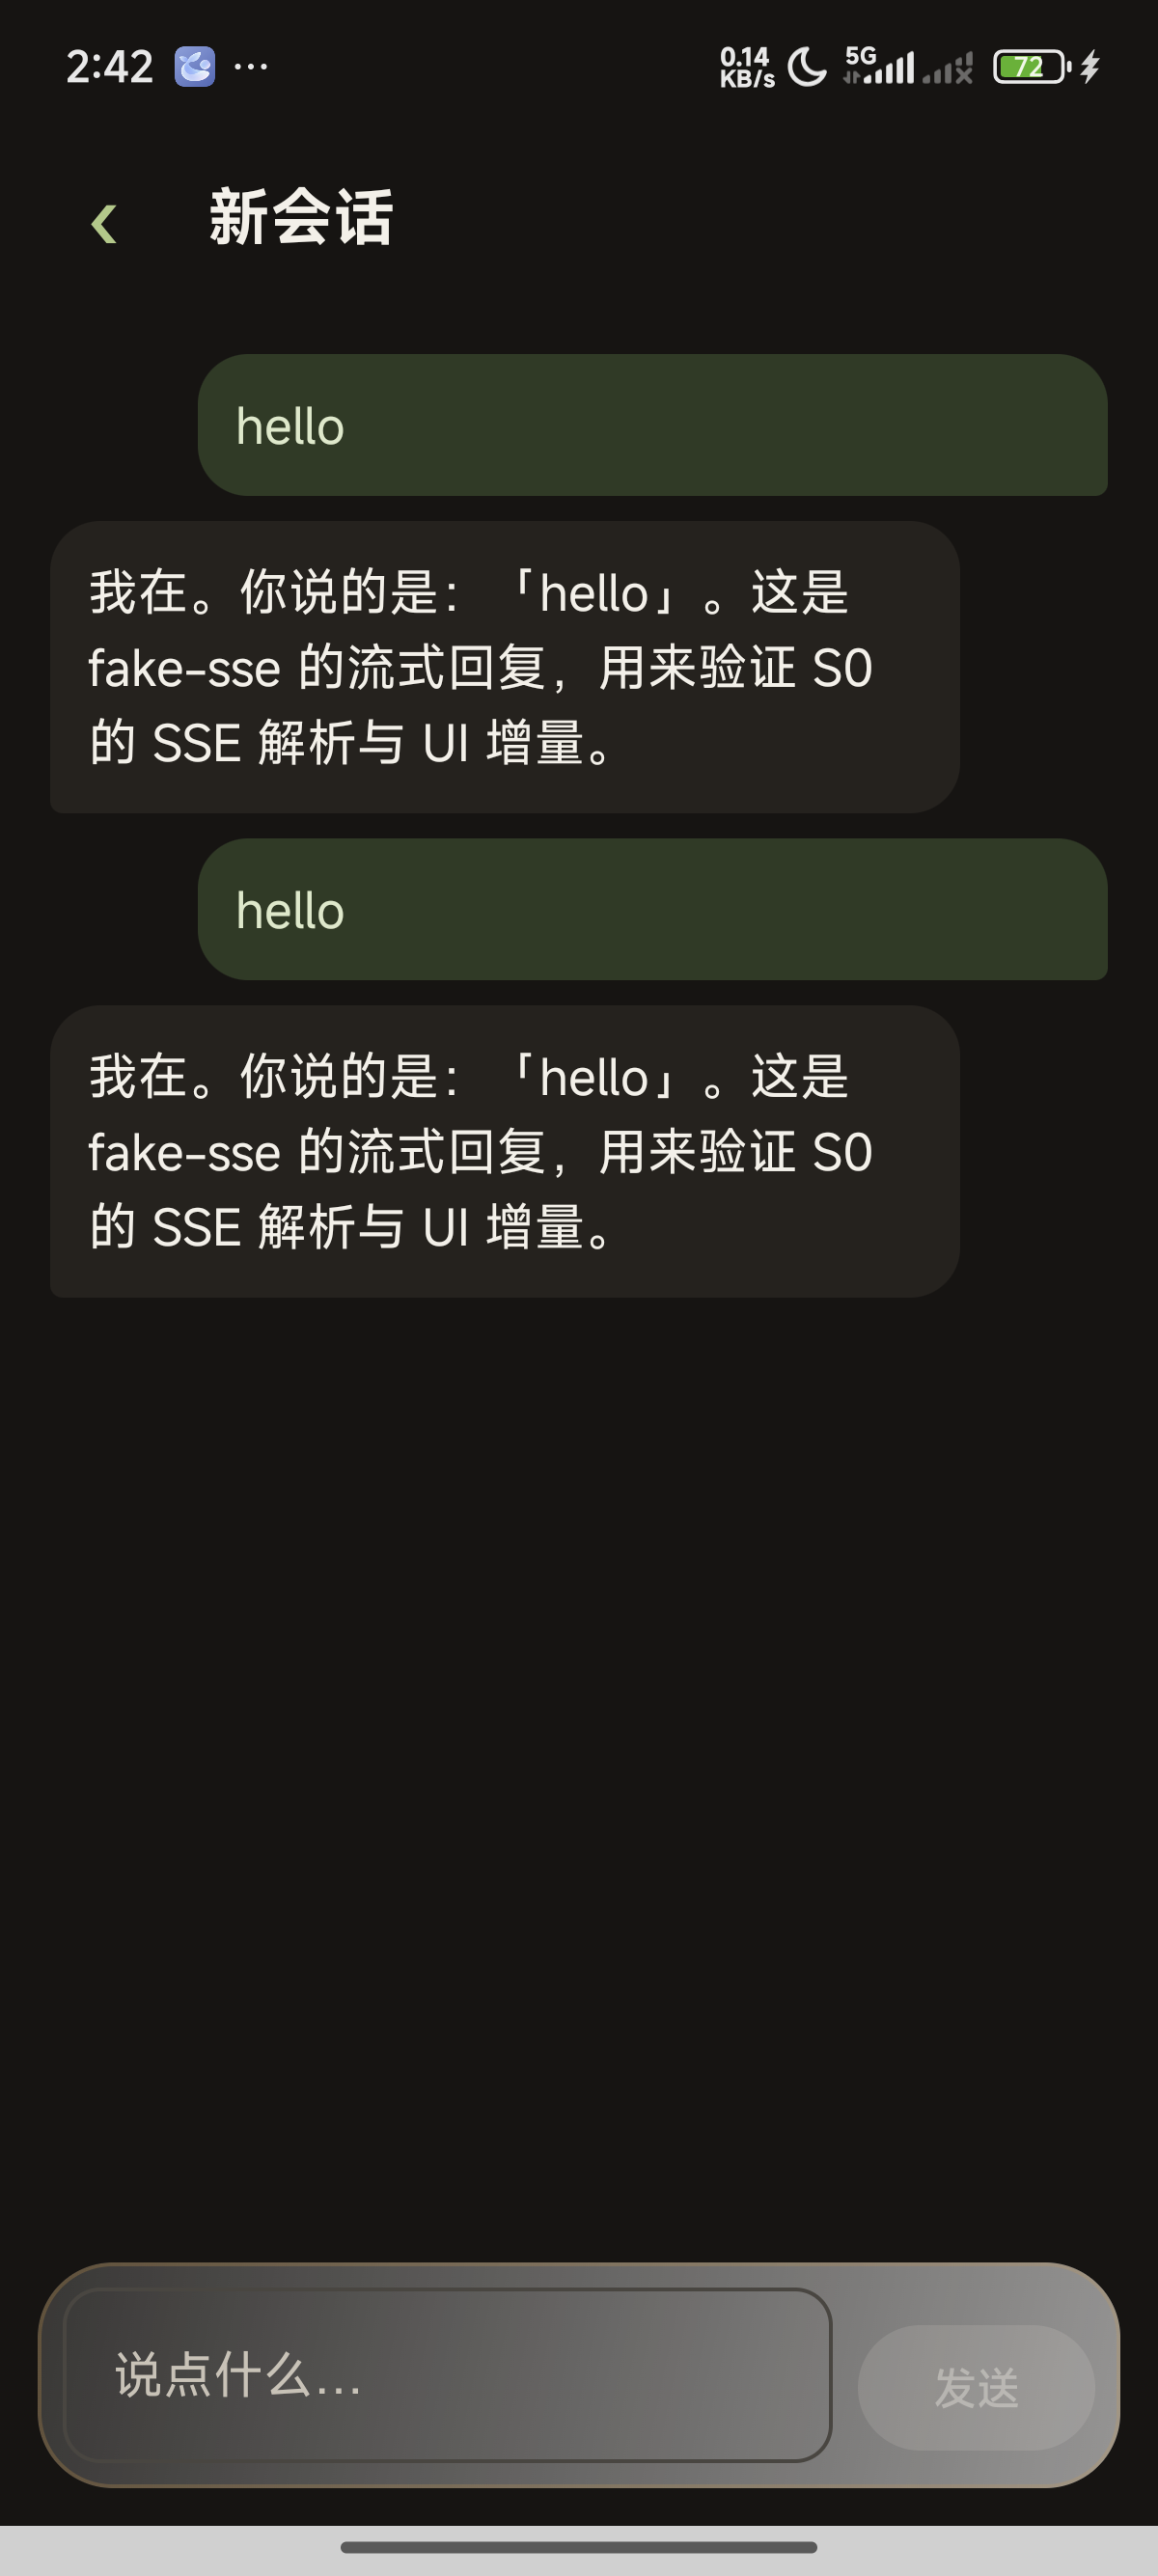 2:42 ... 0.14 KB/s 5G 72
新会话
hello
我在。你说的是：「hello」。这是
fake-sse 的流式回复，用来验证 S0
的 SSE 解析与 UI 增量。
hello
我在。你说的是：「hello」。这是
fake-sse 的流式回复，用来验证 S0
的 SSE 解析与 UI 增量。
说点什么... 发送